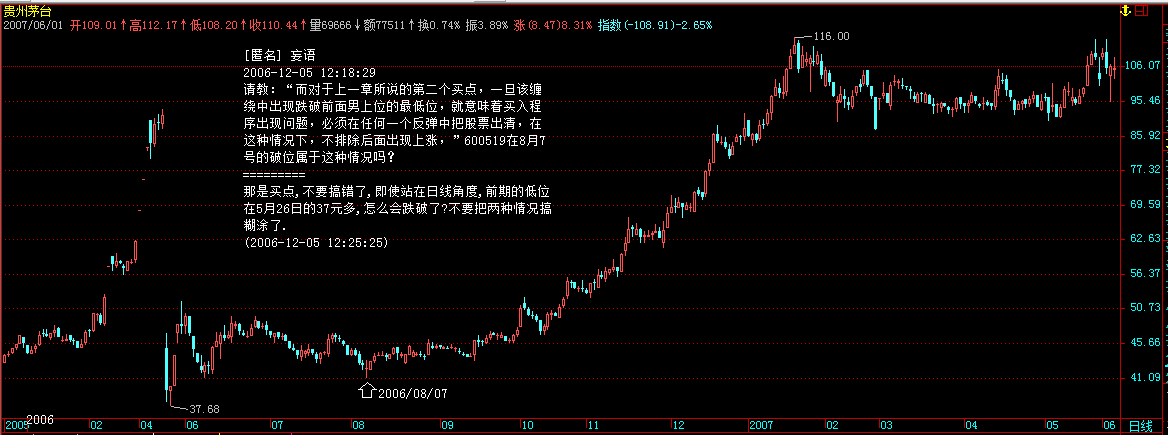 贵州茅台
2007/06/01 开109.01↑高112.17↑低108.20↑收110.44↑量69666↓额77511↑换0.74% 振3.89% 涨(8.47)8.31% 指数(-108.91)-2.65%
116.00
[匿名] 妄语
2006-12-05 12:18:29
请教：“而对于上一章所说的第二个买点，一旦该缠
绕中出现跌破前面男上位的最低位，就意味着买入程
序出现问题，必须在任何一个反弹中把股票出清，在
这种情况下，不排除后面出现上涨，”600519在8月7
号的破位属于这种情况吗？
=========
那是买点,不要搞错了,即使站在日线角度,前期的低位
在5月26日的37元多,怎么会跌破了?不要把两种情况搞
糊涂了.
(2006-12-05 12:25:25)
106.07
95.46
85.92
77.32
69.59
62.63
56.37
50.73
45.66
41.09
2006/08/07
37.68
2006
2005 02 04 06 07 08 09 10 11 12 2007 02 03 04 05 06 日线